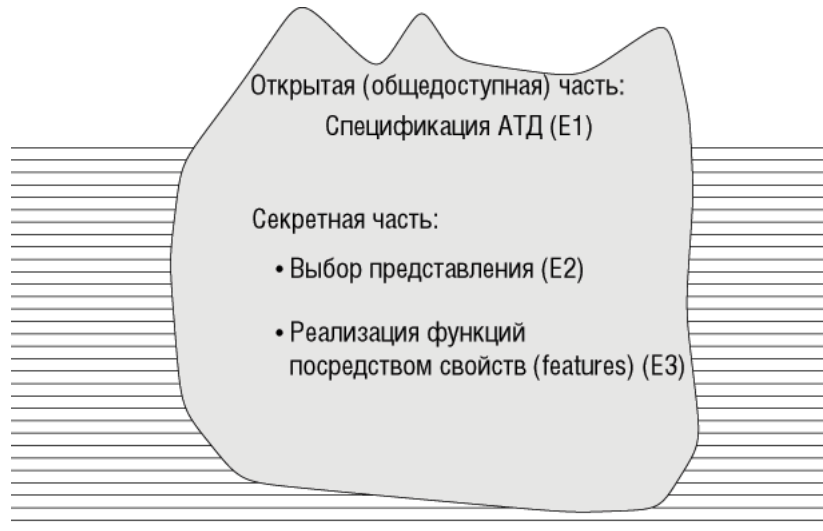 Открытая (общедоступная) часть:
Спецификация АТД (E1)
Секретная часть:
• Выбор представления (E2)
• Реализация функций
посредством свойств (features) (E3)